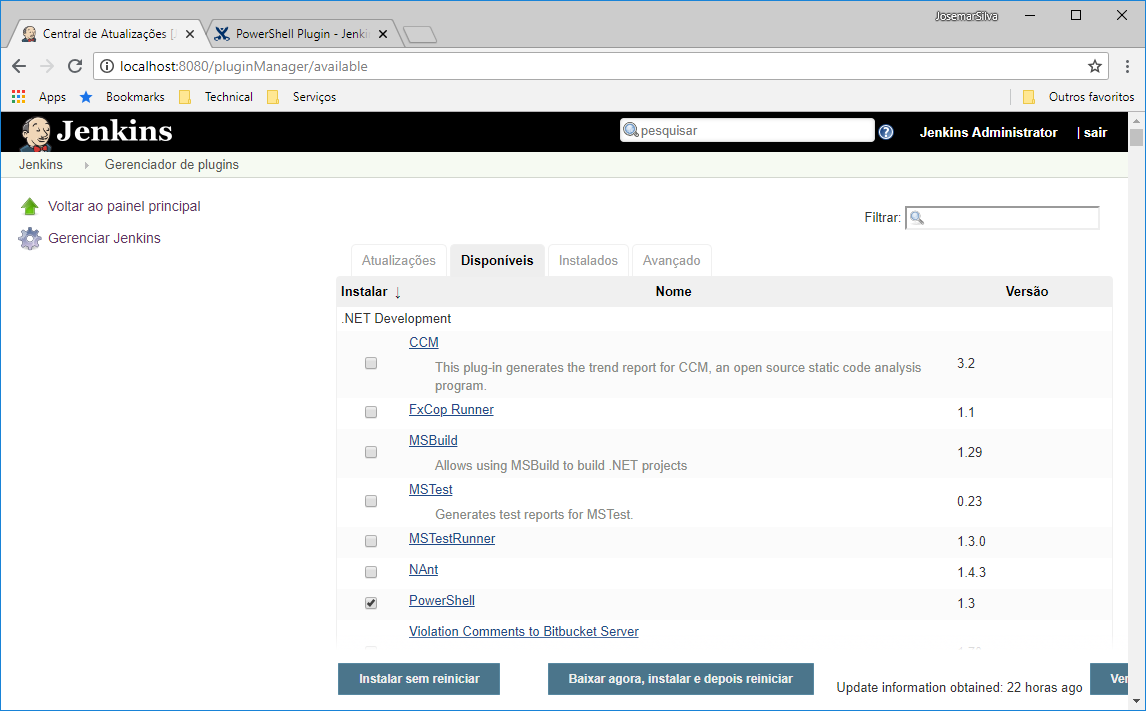 JosemarSilva
Central de Atualizações [J
PowerShell Plugin - Jenki
localhost:8080/pluginManager/available
Apps
Bookmarks
Technical
Serviços
Outros favoritos
Jenkins
pesquisar
Jenkins Administrator
| sair
Jenkins
Gerenciador de plugins
Voltar ao painel principal
Gerenciar Jenkins
Filtrar:
Atualizações
Disponíveis
Instalados
Avançado
Instalar ↓
Nome
Versão
.NET Development
CCM
This plug-in generates the trend report for CCM, an open source static code analysis
program.
3.2
FxCop Runner
1.1
MSBuild
Allows using MSBuild to build .NET projects
1.29
MSTest
Generates test reports for MSTest.
0.23
MSTestRunner
1.3.0
NAnt
1.4.3
PowerShell
1.3
Violation Comments to Bitbucket Server
Instalar sem reiniciar
Baixar agora, instalar e depois reiniciar
Update information obtained: 22 horas ago
Ver